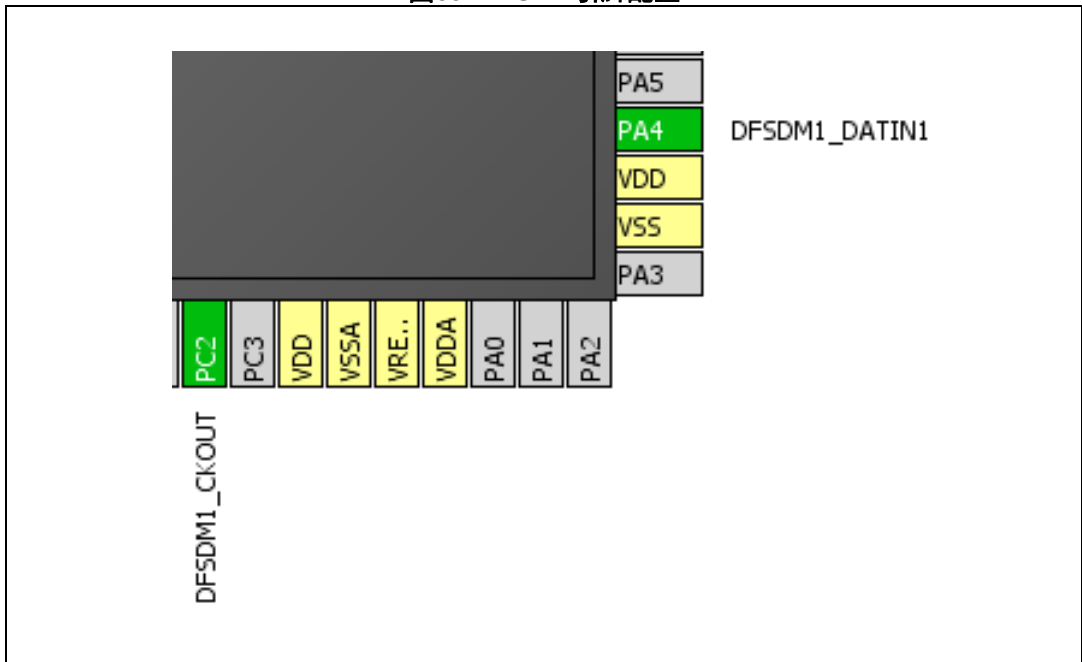 PA5
PA4 DFSDM1_DATIN1
VDD
VSS
PA3
PC2
PC3
VDD
VSSA
VRE..
VDDA
PA0
PA1
PA2
DFSDM1_CKOUT